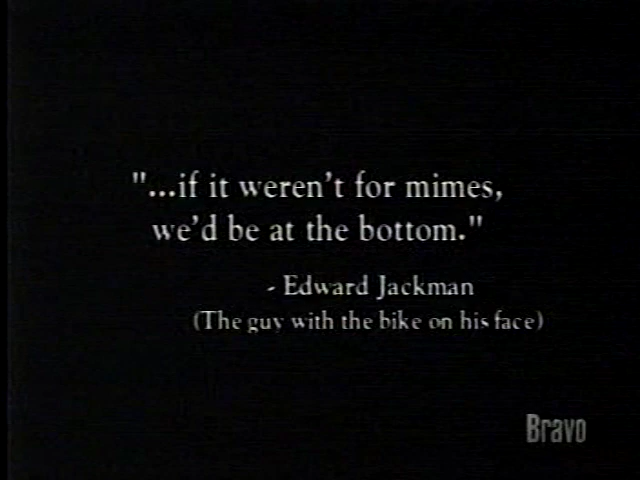 "...if it weren't for mimes,
we'd be at the bottom."
- Edward Jackman
(The guy with the bike on his face)
Bravo